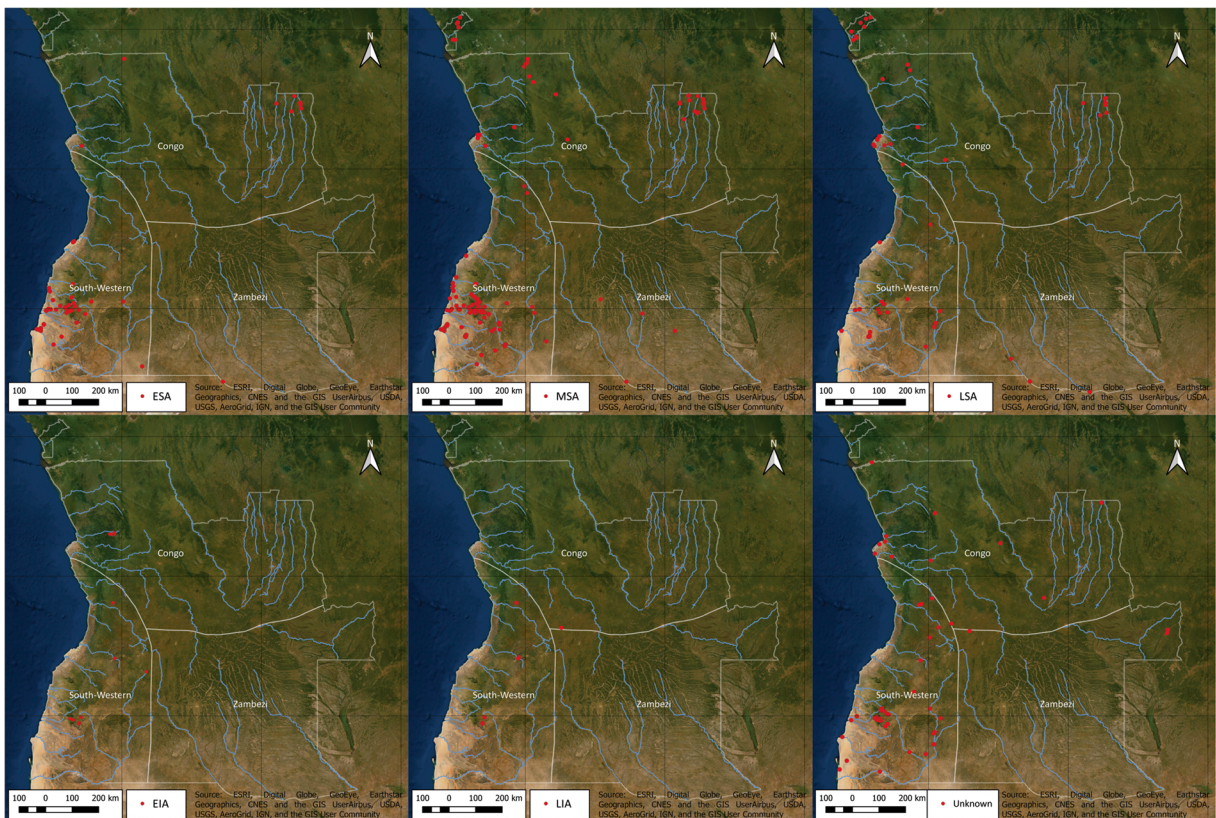 N
Congo
South-Western
Zambezi
100 0 100 200 km
ESA
Source: ESRI, Digital Globe, GeoEye, Earthstar
Geographics, CNES and the GIS UserAirbus, USDA,
USGS, AeroGrid, IGN, and the GIS User Community
N
Congo
South-Western
Zambezi
100 0 100 200 km
MSA
Source: ESRI, Digital Globe, GeoEye, Earthstar
Geographics, CNES and the GIS UserAirbus, USDA,
USGS, AeroGrid, IGN, and the GIS User Community
N
Congo
South-Western
Zambezi
100 0 100 200 km
LSA
Source: ESRI, Digital Globe, GeoEye, Earthstar
Geographics, CNES and the GIS UserAirbus, USDA,
USGS, AeroGrid, IGN, and the GIS User Community
N
Congo
South-Western
Zambezi
100 0 100 200 km
EIA
Source: ESRI, Digital Globe, GeoEye, Earthstar
Geographics, CNES and the GIS UserAirbus, USDA,
USGS, AeroGrid, IGN, and the GIS User Community
N
Congo
South-Western
Zambezi
100 0 100 200 km
LIA
Source: ESRI, Digital Globe, GeoEye, Earthstar
Geographics, CNES and the GIS UserAirbus, USDA,
USGS, AeroGrid, IGN, and the GIS User Community
N
Congo
South-Western
Zambezi
100 0 100 200 km
Unknown
Source: ESRI, Digital Globe, GeoEye, Earthstar
Geographics, CNES and the GIS UserAirbus, USDA,
USGS, AeroGrid, IGN, and the GIS User Community